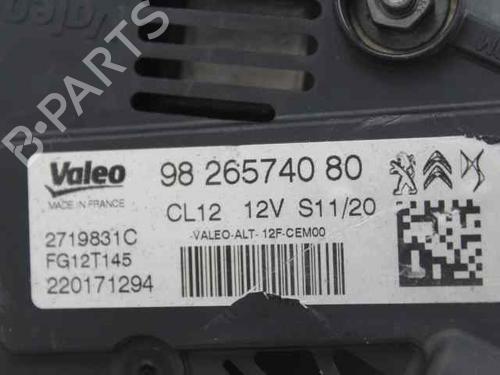 Valeo
B-PARTS
Valeo
MADE IN FRANCE
98 265740 80
CL12 12V S11/20
-VALEO-ALT- 12F-CEM00
2719831C
FG12T145
220171294